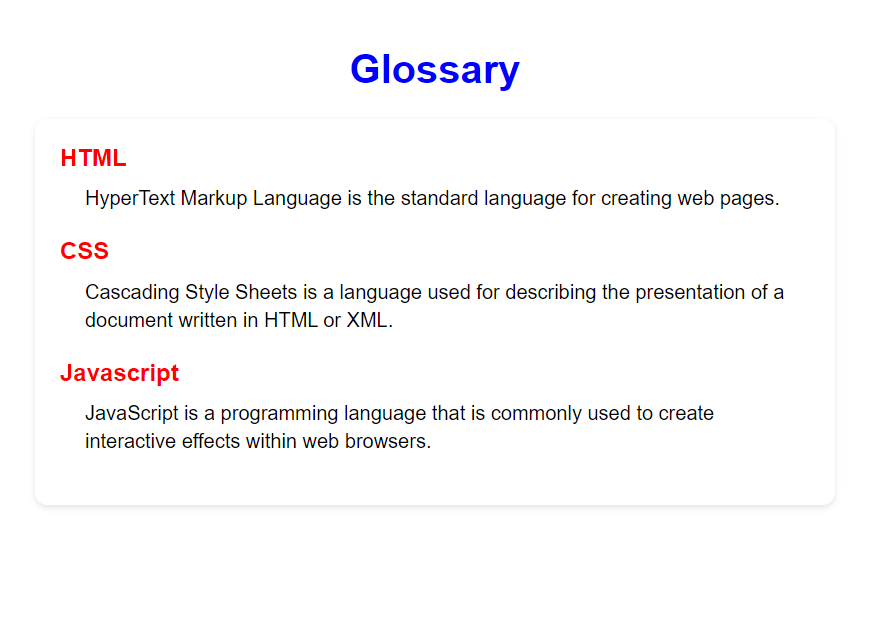 Glossary
HTML
HyperText Markup Language is the standard language for creating web pages.
CSS
Cascading Style Sheets is a language used for describing the presentation of a
document written in HTML or XML.
Javascript
JavaScript is a programming language that is commonly used to create
interactive effects within web browsers.